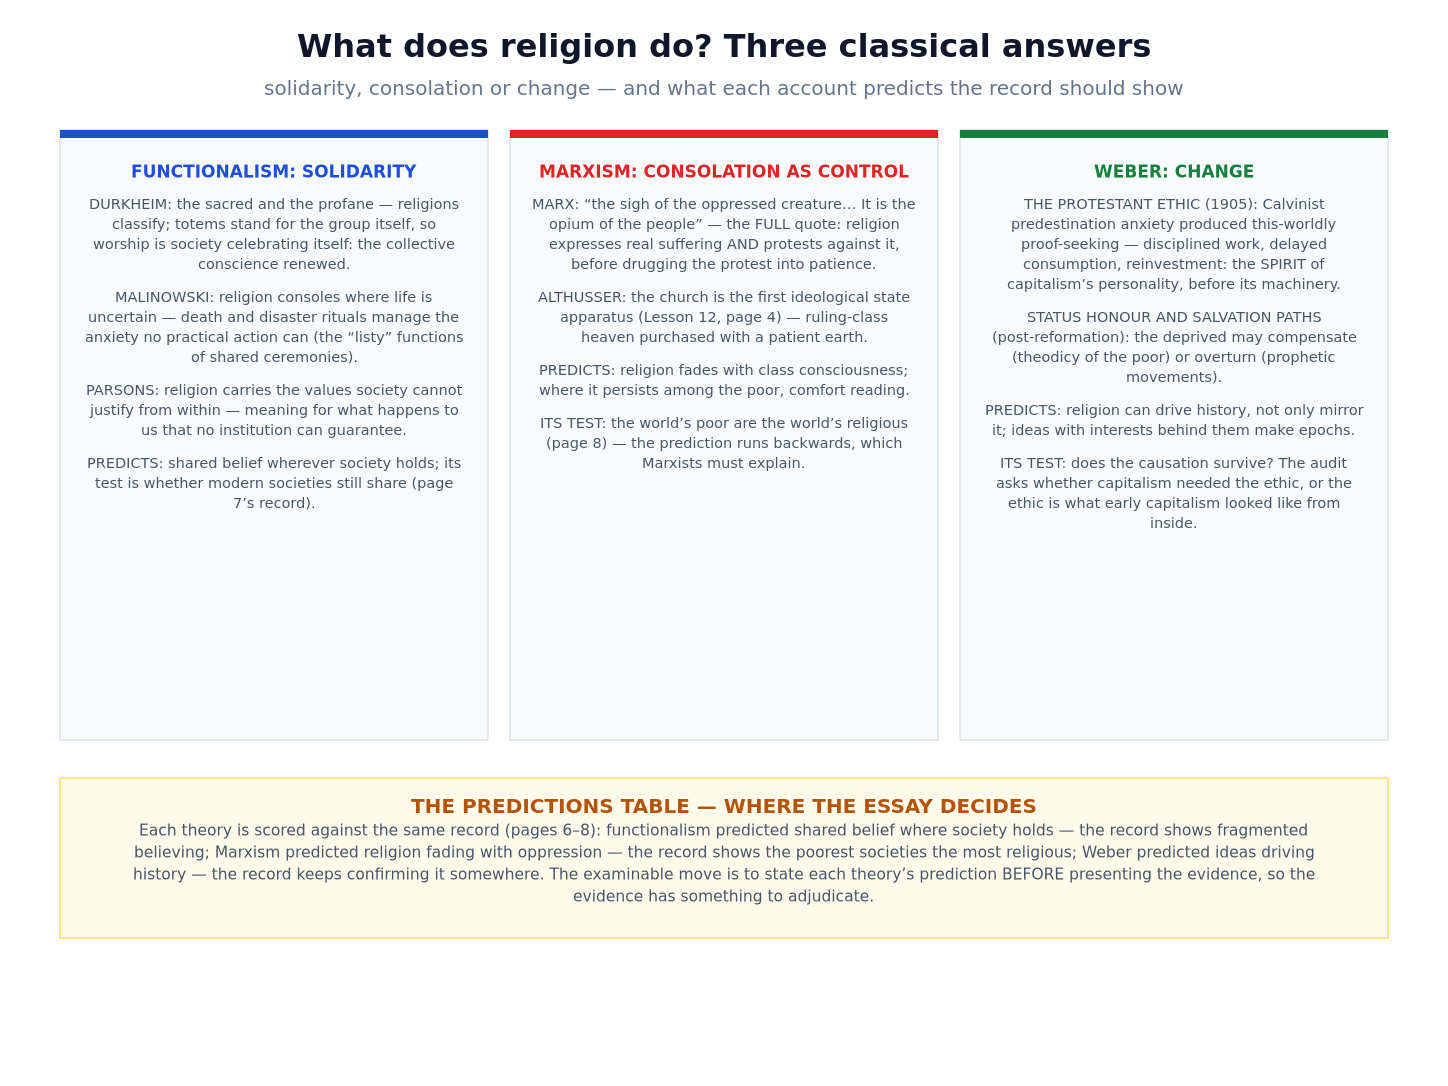 What does religion do? Three classical answers
solidarity, consolation or change — and what each account predicts the record should show
FUNCTIONALISM: SOLIDARITY
DURKHEIM: the sacred and the profane — religions
classify; totems stand for the group itself, so
worship is society celebrating itself: the collective
conscience renewed.
MALINOWSKI: religion consoles where life is
uncertain — death and disaster rituals manage the
anxiety no practical action can (the “listy” functions
of shared ceremonies).
PARSONS: religion carries the values society cannot
justify from within — meaning for what happens to
us that no institution can guarantee.
PREDICTS: shared belief wherever society holds; its
test is whether modern societies still share (page
7’s record).
MARXISM: CONSOLATION AS CONTROL
MARX: “the sigh of the oppressed creature… It is the
opium of the people” — the FULL quote: religion
expresses real suffering AND protests against it,
before drugging the protest into patience.
ALTHUSSER: the church is the first ideological state
apparatus (Lesson 12, page 4) — ruling-class
heaven purchased with a patient earth.
PREDICTS: religion fades with class consciousness;
where it persists among the poor, comfort reading.
ITS TEST: the world’s poor are the world’s religious
(page 8) — the prediction runs backwards, which
Marxists must explain.
WEBER: CHANGE
THE PROTESTANT ETHIC (1905): Calvinist
predestination anxiety produced this-worldly
proof-seeking — disciplined work, delayed
consumption, reinvestment: the SPIRIT of
capitalism’s personality, before its machinery.
STATUS HONOUR AND SALVATION PATHS
(post-reformation): the deprived may compensate
(theodicy of the poor) or overturn (prophetic
movements).
PREDICTS: religion can drive history, not only mirror
it; ideas with interests behind them make epochs.
ITS TEST: does the causation survive? The audit
asks whether capitalism needed the ethic, or the
ethic is what early capitalism looked like from
inside.
THE PREDICTIONS TABLE — WHERE THE ESSAY DECIDES
Each theory is scored against the same record (pages 6–8): functionalism predicted shared belief where society holds — the record shows fragmented
believing; Marxism predicted religion fading with oppression — the record shows the poorest societies the most religious; Weber predicted ideas driving
history — the record keeps confirming it somewhere. The examinable move is to state each theory’s prediction BEFORE presenting the evidence, so the
evidence has something to adjudicate.